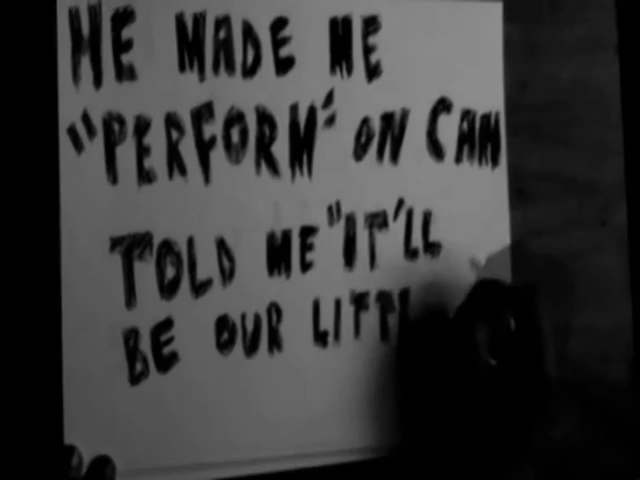 HE MADE ME
"PERFORM" ON CAM
TOLD ME "IT'LL
BE OUR